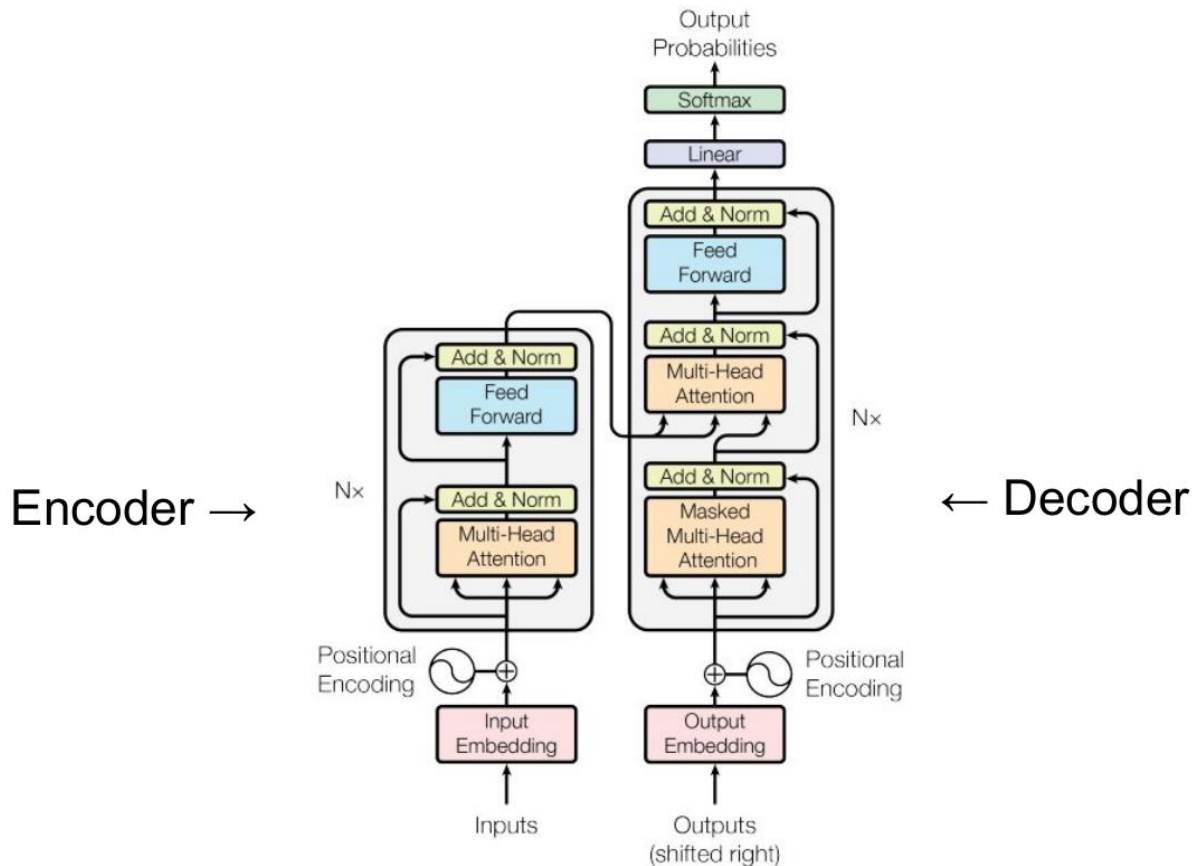 Output
Probabilities
Softmax
Linear
Add & Norm
Feed
Forward
Add & Norm
Multi-Head
Attention
Nx
Add & Norm
Masked
Multi-Head
Attention
← Decoder
Positional
Encoding
Output
Embedding
Outputs
(shifted right)
Add & Norm
Feed
Forward
Nx
Add & Norm
Multi-Head
Attention
Encoder →
Positional
Encoding
Input
Embedding
Inputs